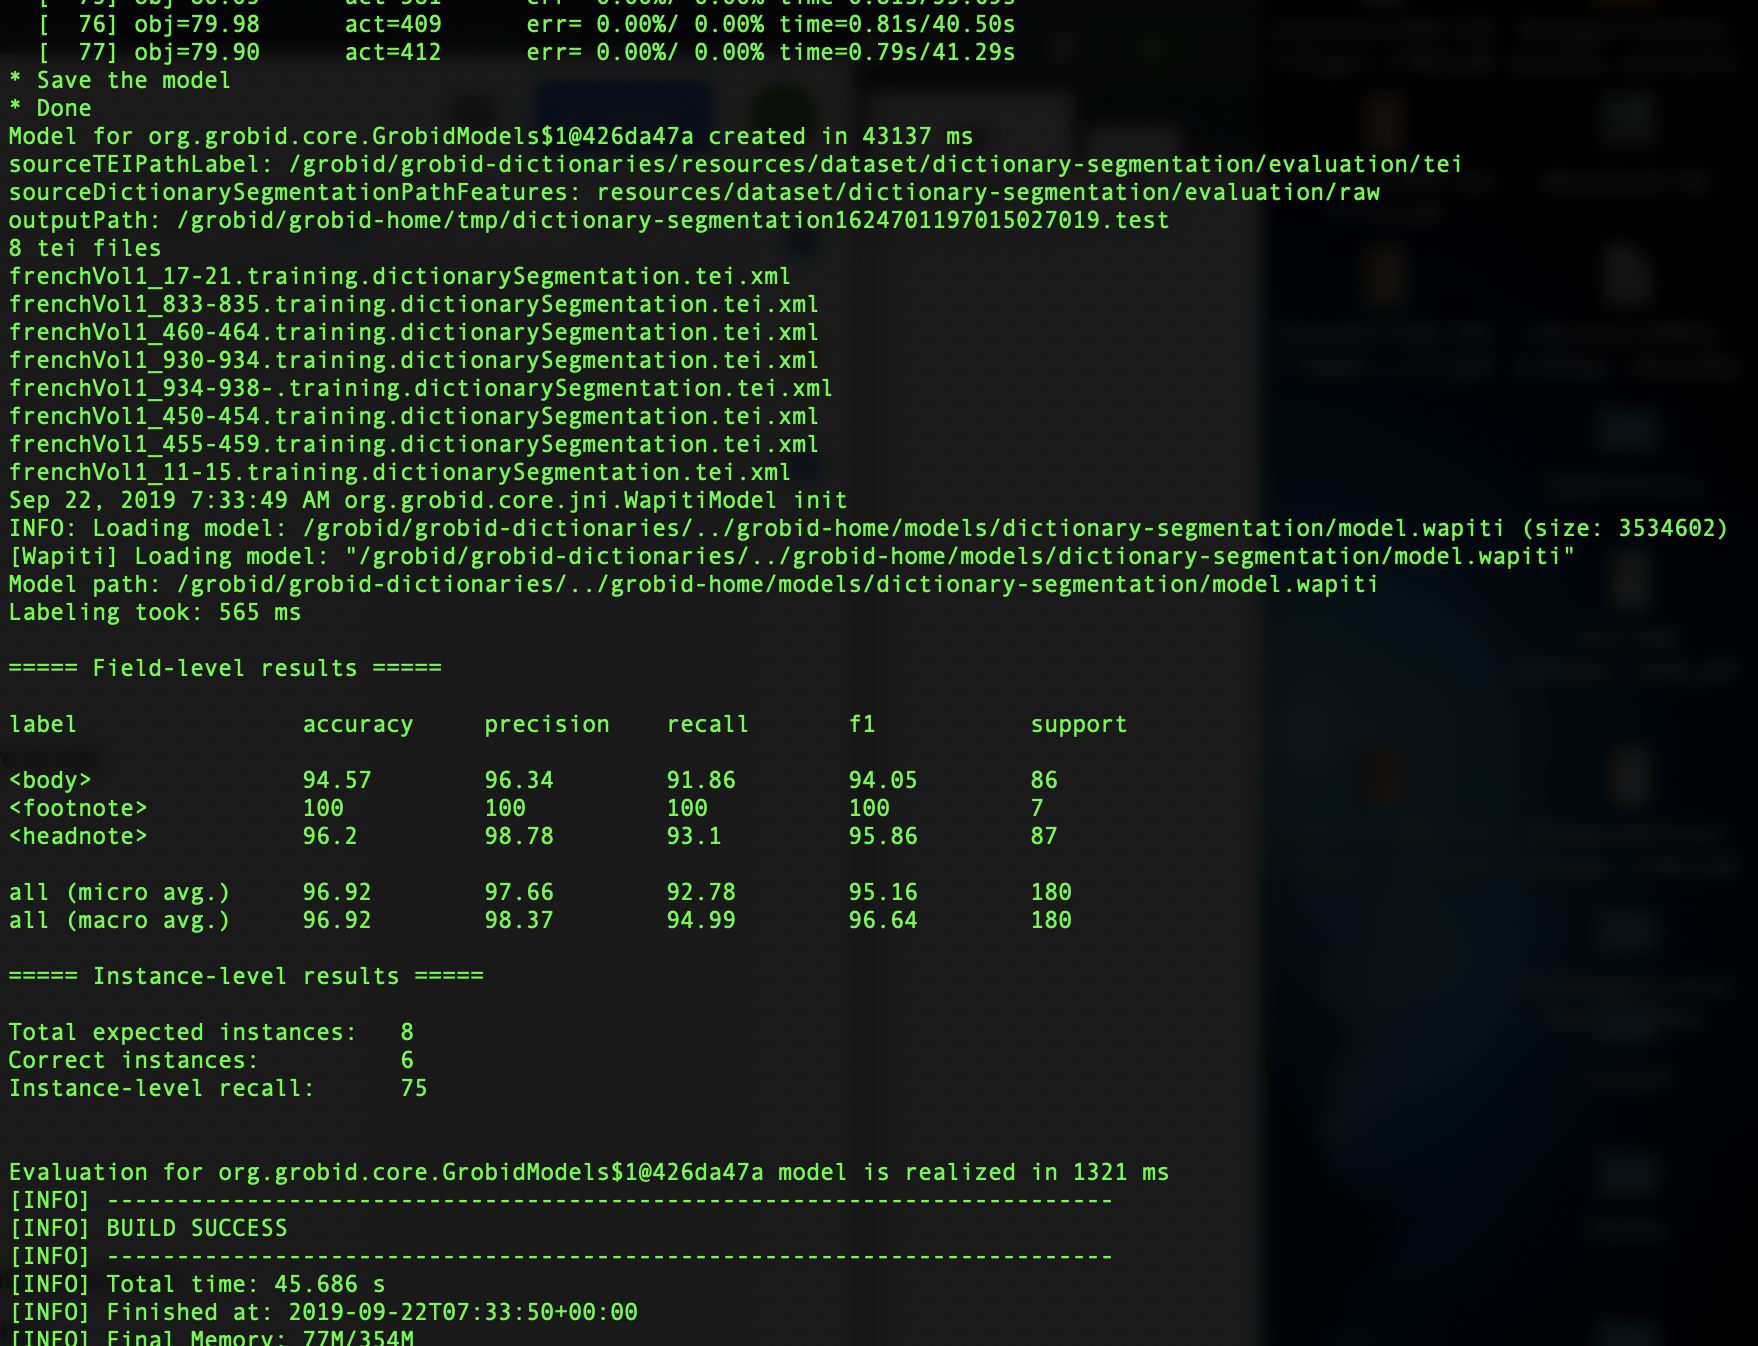 [ 76] obj=79.98 act=409 err= 0.00%/ 0.00% time=0.81s/40.50s
[ 77] obj=79.90 act=412 err= 0.00%/ 0.00% time=0.79s/41.29s
* Save the model
* Done
Model for org.grobid.core.GrobidModels$1@426da47a created in 43137 ms
sourceTEIPathLabel: /grobid/grobid-dictionaries/resources/dataset/dictionary-segmentation/evaluation/tei
sourceDictionarySegmentationPathFeatures: resources/dataset/dictionary-segmentation/evaluation/raw
outputPath: /grobid/grobid-home/tmp/dictionary-segmentation1624701197015027019.test
8 tei files
frenchVol1_17-21.training.dictionarySegmentation.tei.xml
frenchVol1_833-835.training.dictionarySegmentation.tei.xml
frenchVol1_460-464.training.dictionarySegmentation.tei.xml
frenchVol1_930-934.training.dictionarySegmentation.tei.xml
frenchVol1_934-938-.training.dictionarySegmentation.tei.xml
frenchVol1_450-454.training.dictionarySegmentation.tei.xml
frenchVol1_455-459.training.dictionarySegmentation.tei.xml
frenchVol1_11-15.training.dictionarySegmentation.tei.xml
Sep 22, 2019 7:33:49 AM org.grobid.core.jni.WapitiModel init
INFO: Loading model: /grobid/grobid-dictionaries/../grobid-home/models/dictionary-segmentation/model.wapiti (size: 3534602)
[Wapiti] Loading model: "/grobid/grobid-dictionaries/../grobid-home/models/dictionary-segmentation/model.wapiti"
Model path: /grobid/grobid-dictionaries/../grobid-home/models/dictionary-segmentation/model.wapiti
Labeling took: 565 ms
===== Field-level results =====
label accuracy precision recall f1 support
<body> 94.57 96.34 91.86 94.05 86
<footnote> 100 100 100 100 7
<headnote> 96.2 98.78 93.1 95.86 87
all (micro avg.) 96.92 97.66 92.78 95.16 180
all (macro avg.) 96.92 98.37 94.99 96.64 180
===== Instance-level results =====
Total expected instances: 8
Correct instances: 6
Instance-level recall: 75
Evaluation for org.grobid.core.GrobidModels$1@426da47a model is realized in 1321 ms
[INFO] ------------------------------------------------------------------------
[INFO] BUILD SUCCESS
[INFO] ------------------------------------------------------------------------
[INFO] Total time: 45.686 s
[INFO] Finished at: 2019-09-22T07:33:50+00:00
[INFO] Final Memory: 77M/354M